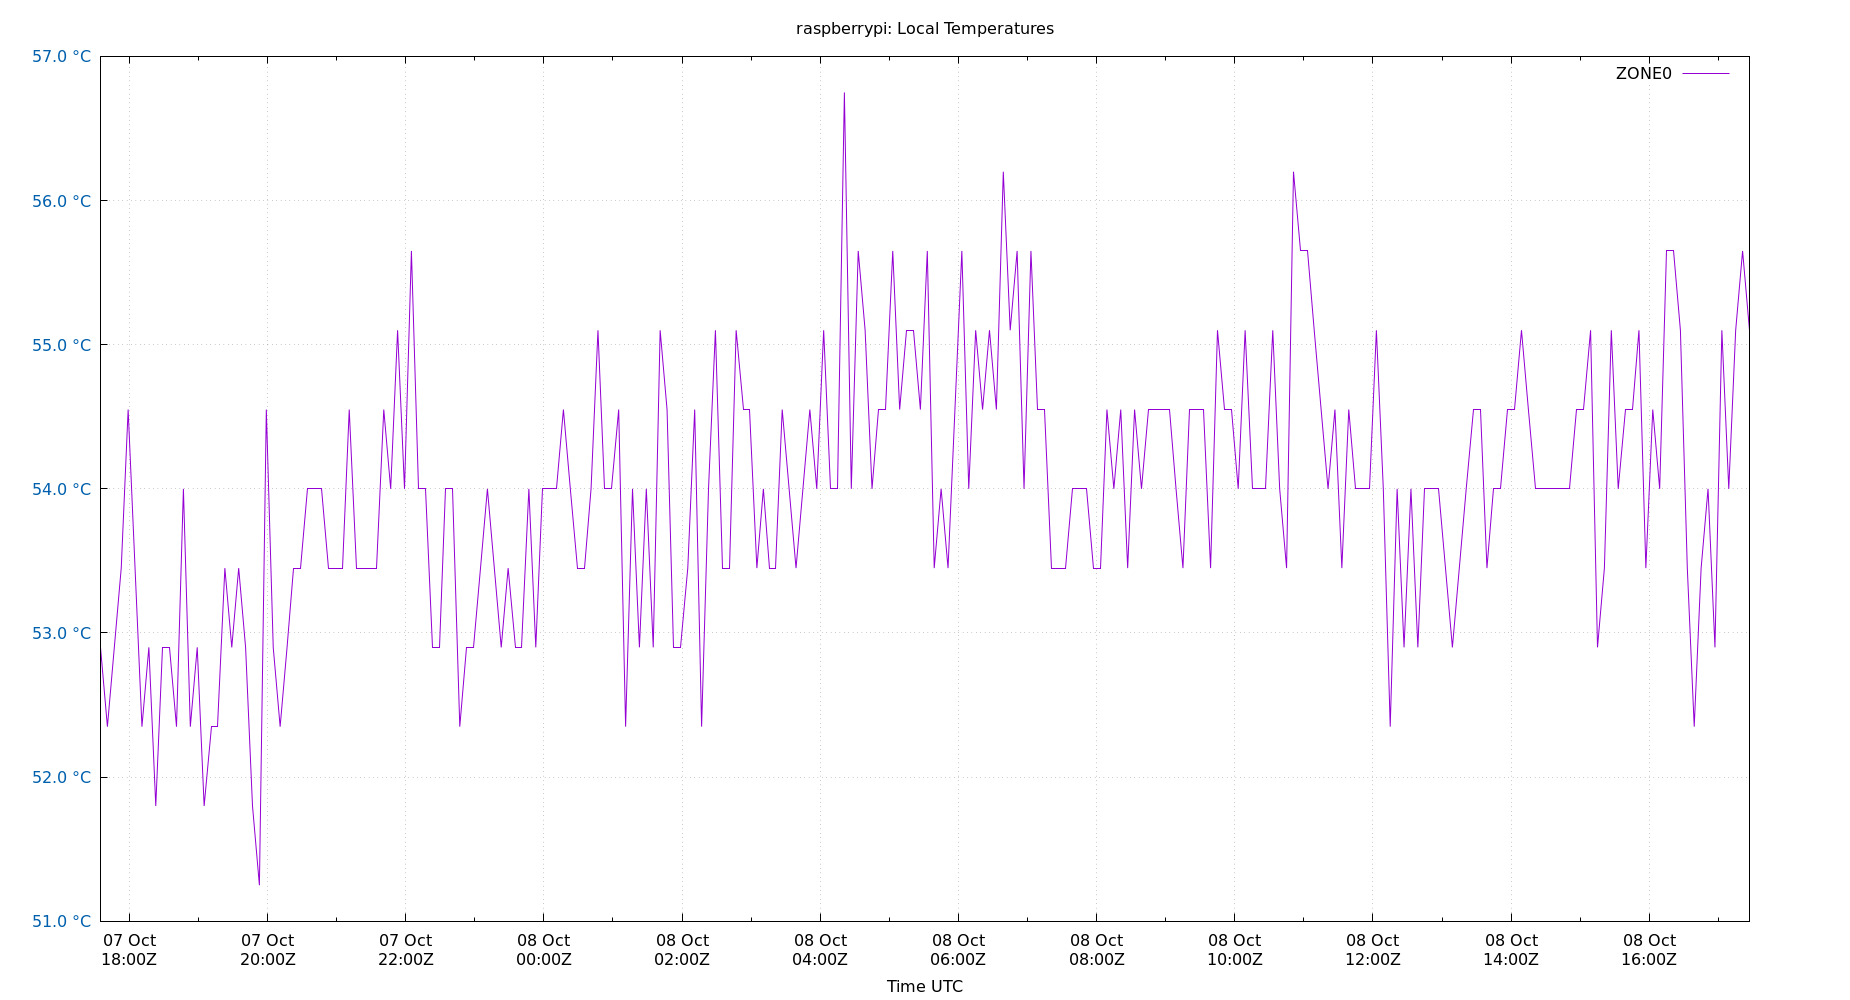 raspberrypi: Local Temperatures
57.0 °C
ZONE0
56.0 °C
55.0 °C
54.0 °C
53.0 °C
52.0 °C
51.0 °C
07 Oct 07 Oct 07 Oct 08 Oct 08 Oct 08 Oct 08 Oct 08 Oct 08 Oct 08 Oct 08 Oct 08 Oct
18:00Z 20:00Z 22:00Z 00:00Z 02:00Z 04:00Z 06:00Z 08:00Z 10:00Z 12:00Z 14:00Z 16:00Z
Time UTC